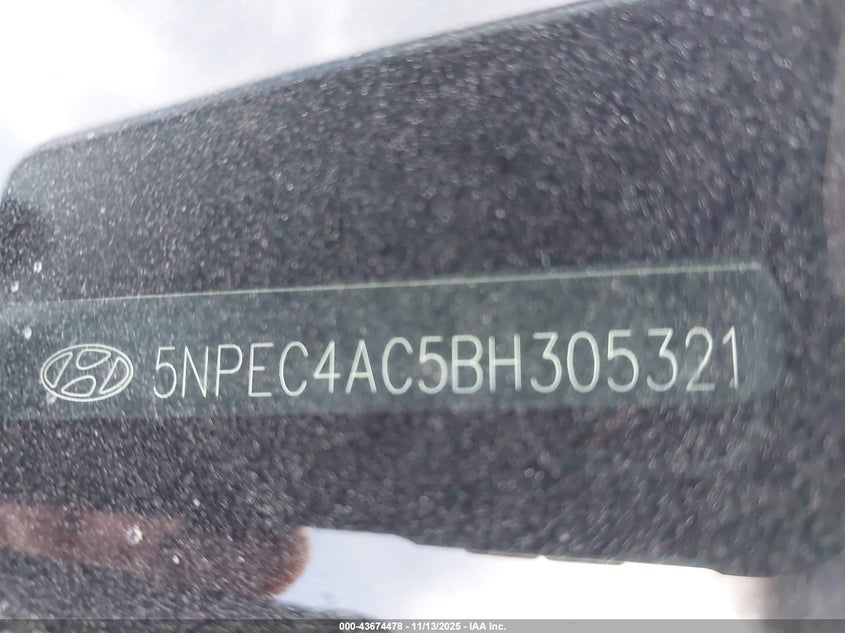 5NPEC4AC5BH305321
000-43674478 - 11/13/2025 - IAA Inc.